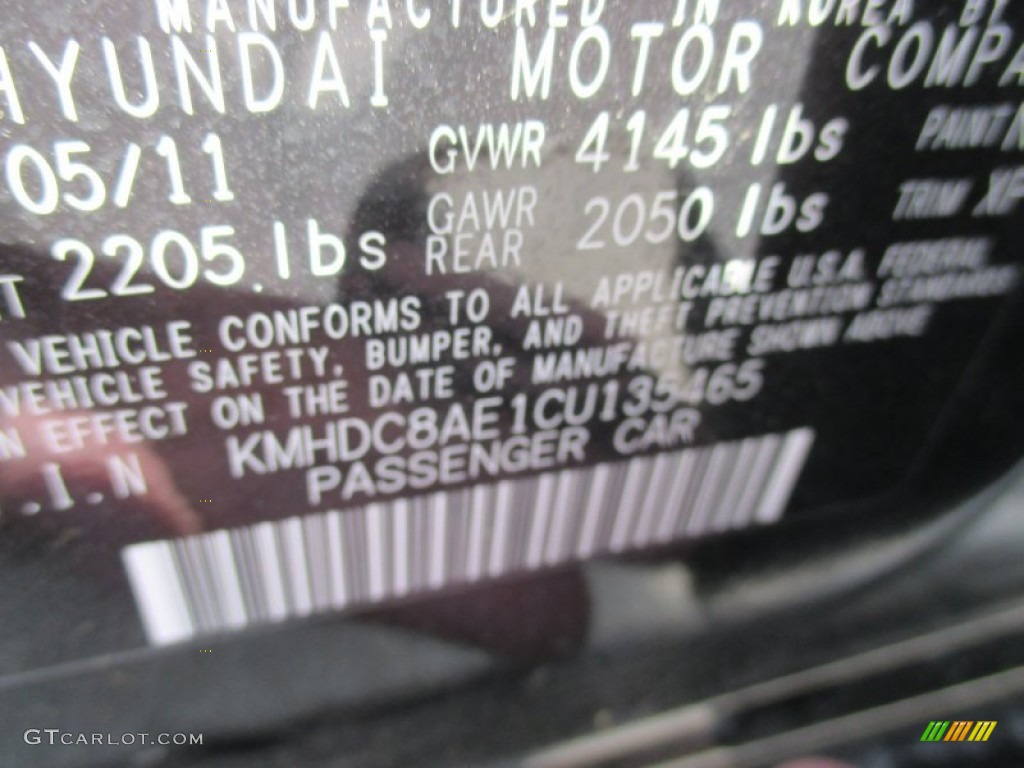 MANUFACTURED IN KOREA BY
HYUNDAI MOTOR COMPA
05/11 GVWR 4145 lbs PAINT
GAWR REAR 2050 lbs TRIM XF
T 2205 lbs
VEHICLE CONFORMS TO ALL APPLICABLE U.S.A. FEDERAL
VEHICLE SAFETY, BUMPER, AND THEFT PREVENTION STANDARDS
N EFFECT ON THE DATE OF MANUFACTURE SHOWN ABOVE
.I.N KMHDC8AE1CU135465
PASSENGER CAR
GTCARLOT.COM